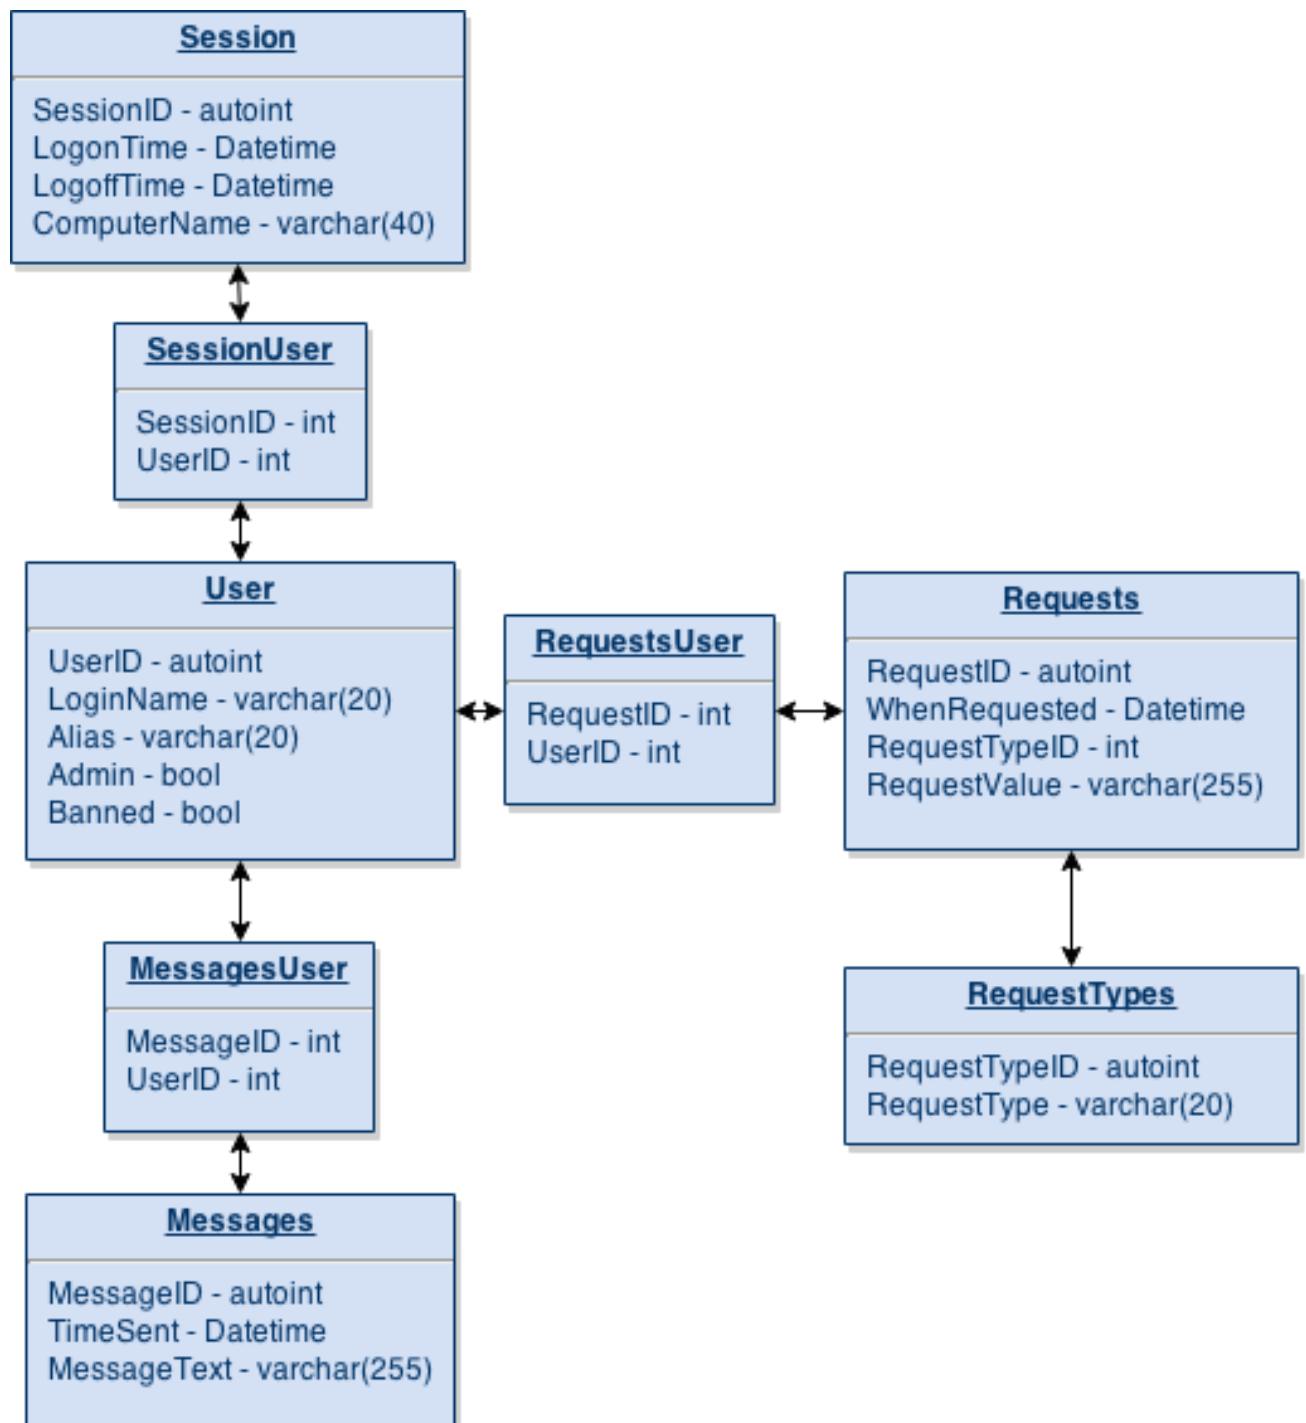 Session
SessionID - autoint
LogonTime - Datetime
LogoffTime - Datetime
ComputerName - varchar(40)
SessionUser
SessionID - int
UserID - int
User
UserID - autoint
LoginName - varchar(20)
Alias - varchar(20)
Admin - bool
Banned - bool
RequestsUser
RequestID - int
UserID - int
Requests
RequestID - autoint
WhenRequested - Datetime
RequestTypeID - int
RequestValue - varchar(255)
MessagesUser
MessageID - int
UserID - int
RequestTypes
RequestTypeID - autoint
RequestType - varchar(20)
Messages
MessageID - autoint
TimeSent - Datetime
MessageText - varchar(255)